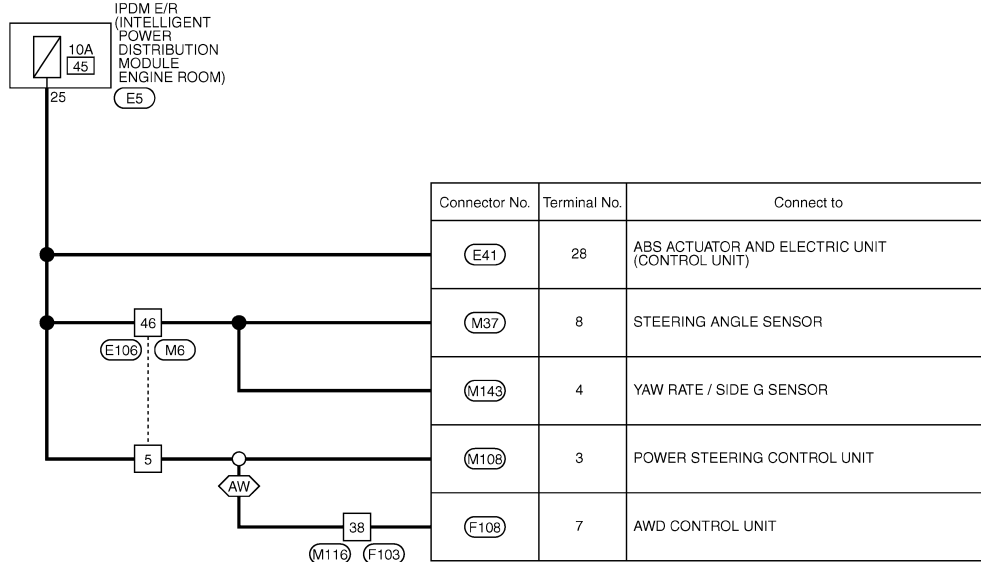 IPDM E/R
(INTELLIGENT
POWER
DISTRIBUTION
MODULE
ENGINE ROOM)
10A
45
25
E5
Connector No. Terminal No. Connect to
E41 28 ABS ACTUATOR AND ELECTRIC UNIT
(CONTROL UNIT)
46 M37 8 STEERING ANGLE SENSOR
E106 M6
M143 4 YAW RATE / SIDE G SENSOR
5 M108 3 POWER STEERING CONTROL UNIT
AW
38 F108 7 AWD CONTROL UNIT
M116 F103